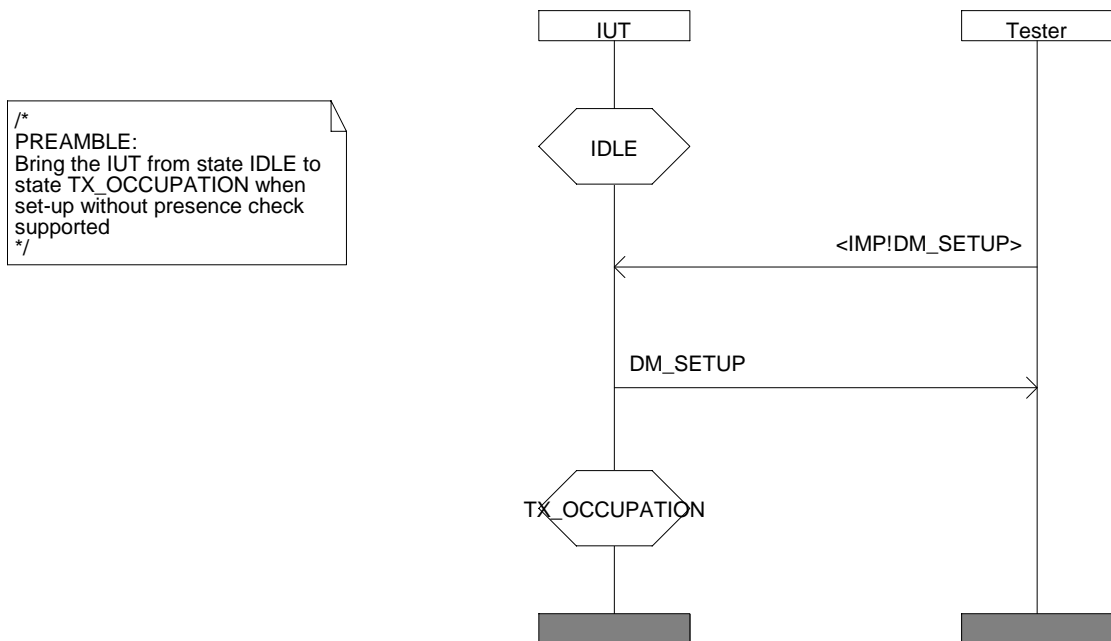 IUT
Tester
/*
PREAMBLE:
Bring the IUT from state IDLE to
state TX_OCCUPATION when
set-up without presence check
supported
*/
IDLE
<IMP!DM_SETUP>
DM_SETUP
TX_OCCUPATION